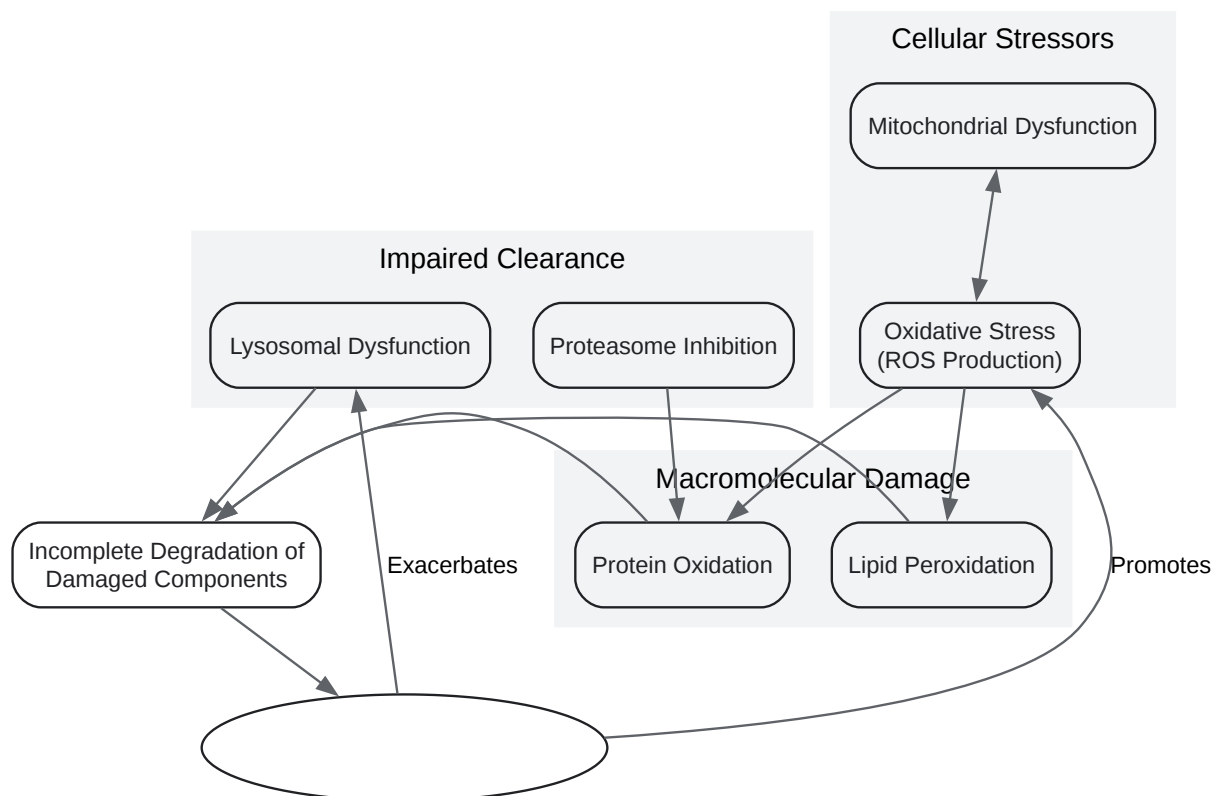 Cellular Stressors
Mitochondrial Dysfunction
Impaired Clearance
Lysosomal Dysfunction
Proteasome Inhibition
Oxidative Stress
(ROS Production)
Macromolecular Damage
Incomplete Degradation of
Damaged Components
Exacerbates
Protein Oxidation
Lipid Peroxidation
Promotes